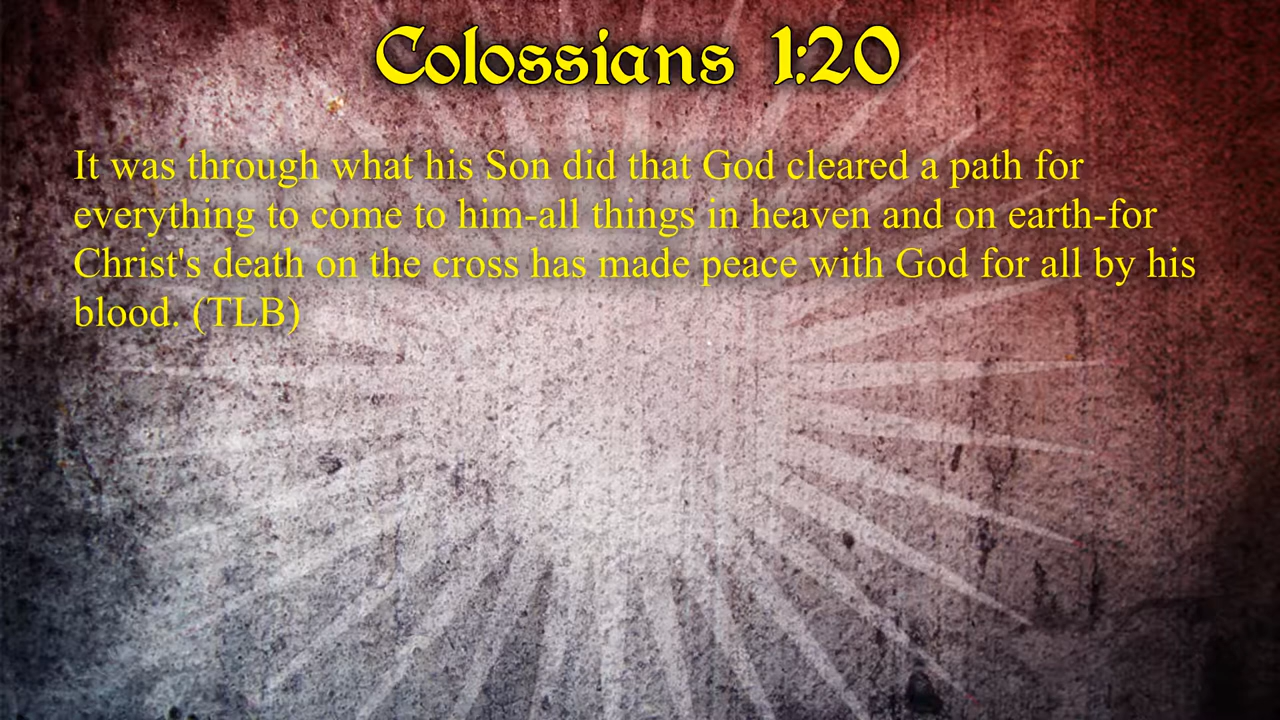 Colossians 1:20
It was through what his Son did that God cleared a path for
everything to come to him-all things in heaven and on earth-for
Christ's death on the cross has made peace with God for all by his
blood. (TLB)